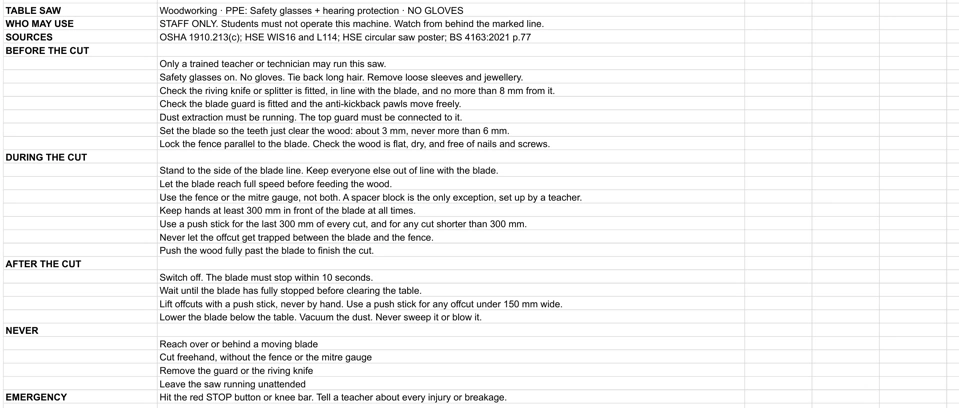 TABLE SAW Woodworking · PPE: Safety glasses + hearing protection · NO GLOVES
WHO MAY USE STAFF ONLY. Students must not operate this machine. Watch from behind the marked line.
SOURCES OSHA 1910.213(c); HSE WIS16 and L114; HSE circular saw poster; BS 4163:2021 p.77
BEFORE THE CUT
Only a trained teacher or technician may run this saw.
Safety glasses on. No gloves. Tie back long hair. Remove loose sleeves and jewellery.
Check the riving knife or splitter is fitted, in line with the blade, and no more than 8 mm from it.
Check the blade guard is fitted and the anti-kickback pawls move freely.
Dust extraction must be running. The top guard must be connected to it.
Set the blade so the teeth just clear the wood: about 3 mm, never more than 6 mm.
Lock the fence parallel to the blade. Check the wood is flat, dry, and free of nails and screws.
DURING THE CUT
Stand to the side of the blade line. Keep everyone else out of line with the blade.
Let the blade reach full speed before feeding the wood.
Use the fence or the mitre gauge, not both. A spacer block is the only exception, set up by a teacher.
Keep hands at least 300 mm in front of the blade at all times.
Use a push stick for the last 300 mm of every cut, and for any cut shorter than 300 mm.
Never let the offcut get trapped between the blade and the fence.
Push the wood fully past the blade to finish the cut.
AFTER THE CUT
Switch off. The blade must stop within 10 seconds.
Wait until the blade has fully stopped before clearing the table.
Lift offcuts with a push stick, never by hand. Use a push stick for any offcut under 150 mm wide.
Lower the blade below the table. Vacuum the dust. Never sweep it or blow it.
NEVER
Reach over or behind a moving blade
Cut freehand, without the fence or the mitre gauge
Remove the guard or the riving knife
Leave the saw running unattended
EMERGENCY Hit the red STOP button or knee bar. Tell a teacher about every injury or breakage.